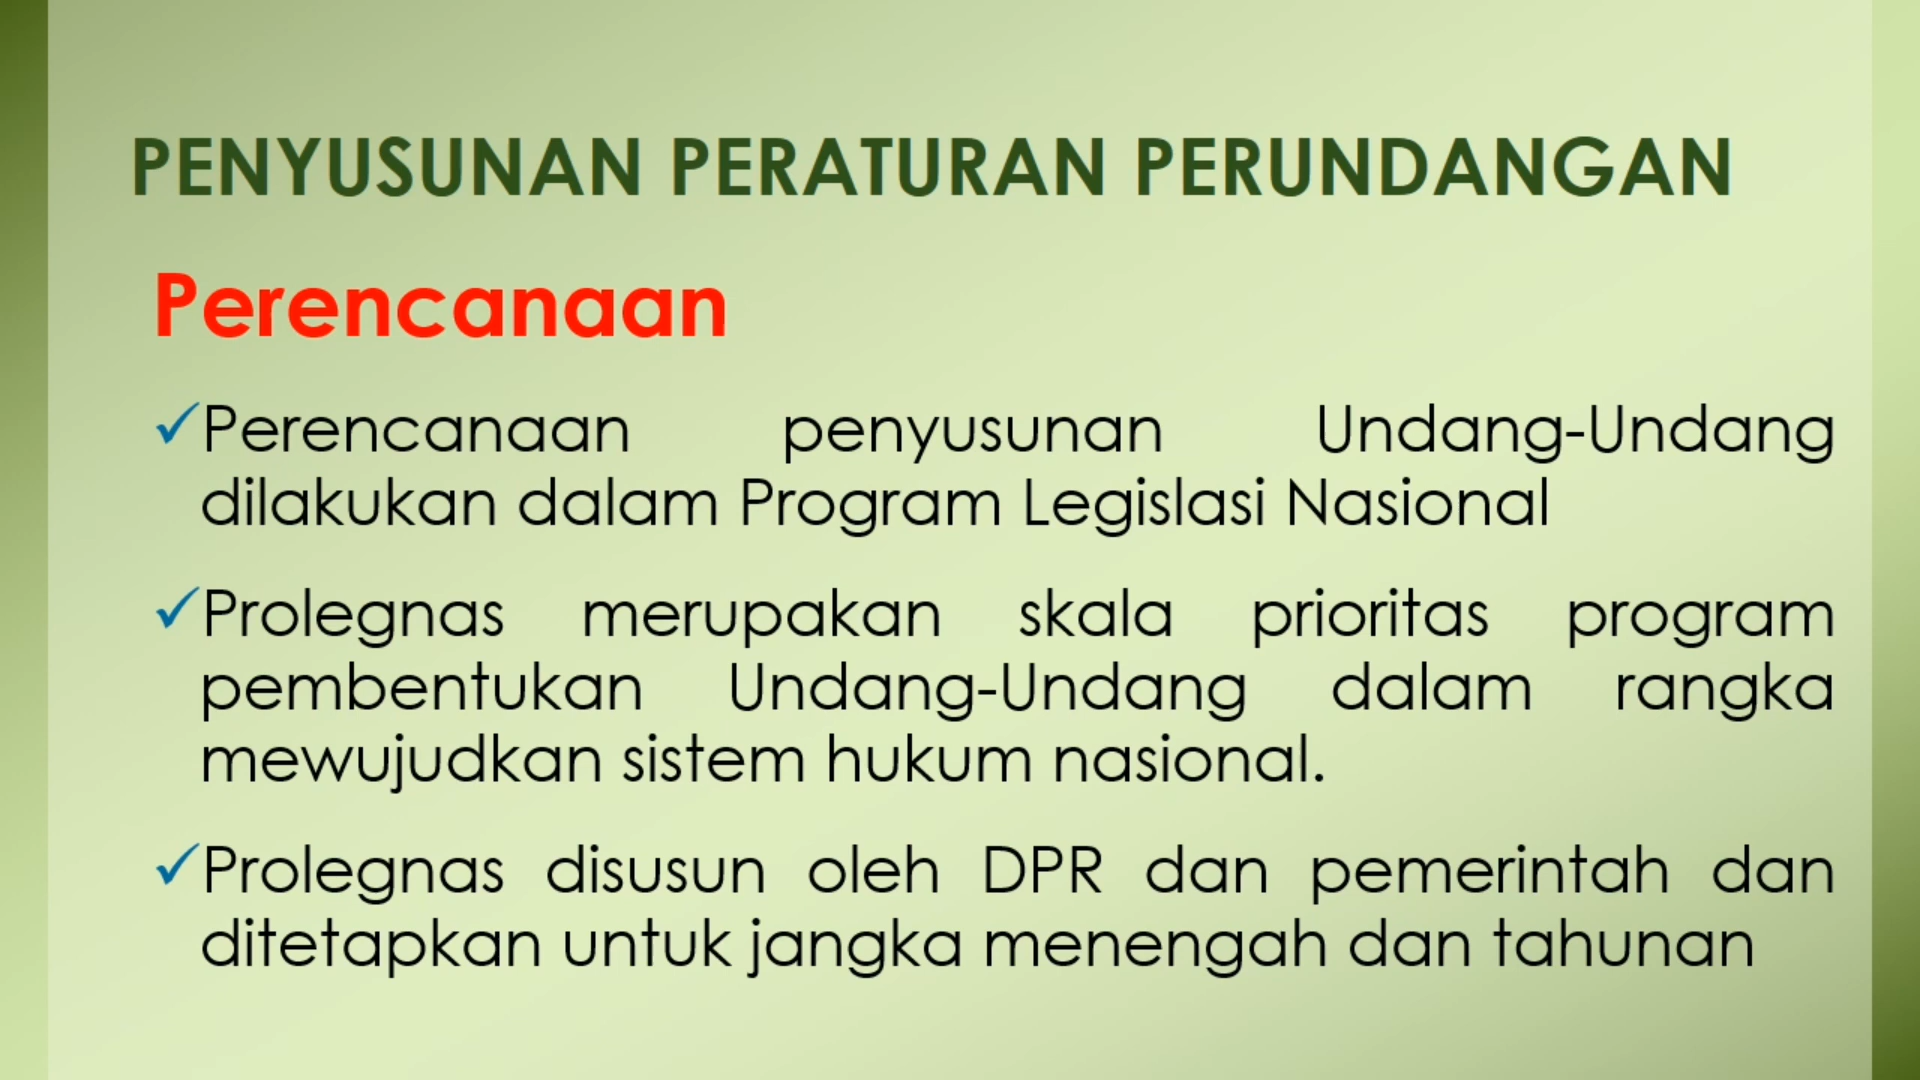 PENYUSUNAN PERATURAN PERUNDANGAN
Perencanaan
✓Perencanaan penyusunan Undang-Undang
dilakukan dalam Program Legislasi Nasional
✓Prolegnas merupakan skala prioritas program
pembentukan Undang-Undang dalam rangka
mewujudkan sistem hukum nasional.
✓Prolegnas disusun oleh DPR dan pemerintah dan
ditetapkan untuk jangka menengah dan tahunan